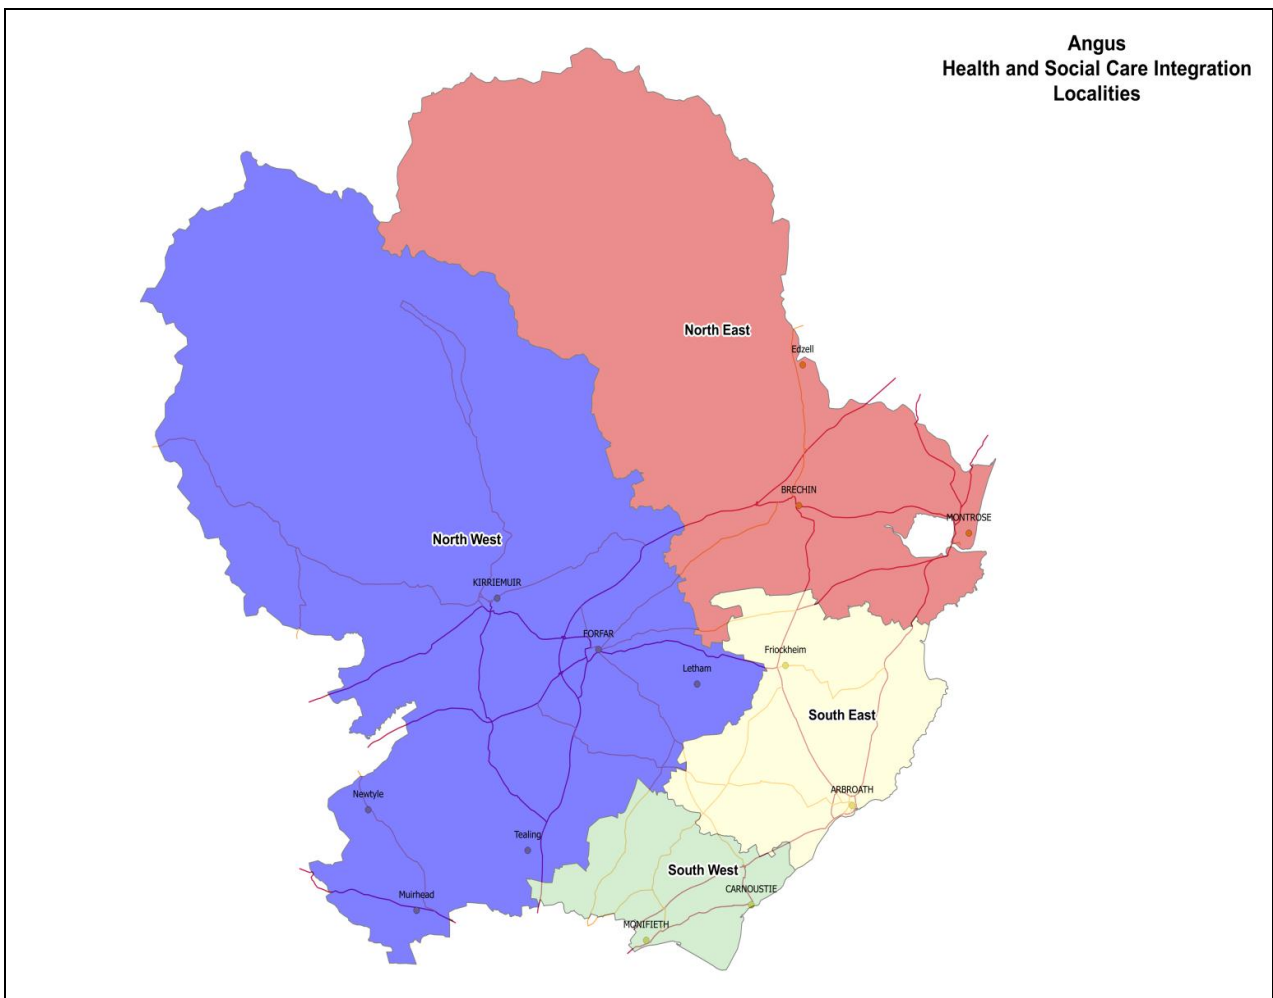 Angus
Health and Social Care Integration
Localities
North East
Edzell
BRECHIN
MONTROSE
North West
KIRRIEMUIR
FORFAR
Friockheim
Letham
South East
Newtyle
ARBROATH
Tealing
South West
CARNOUSTIE
Muirhead
MONIFIETH